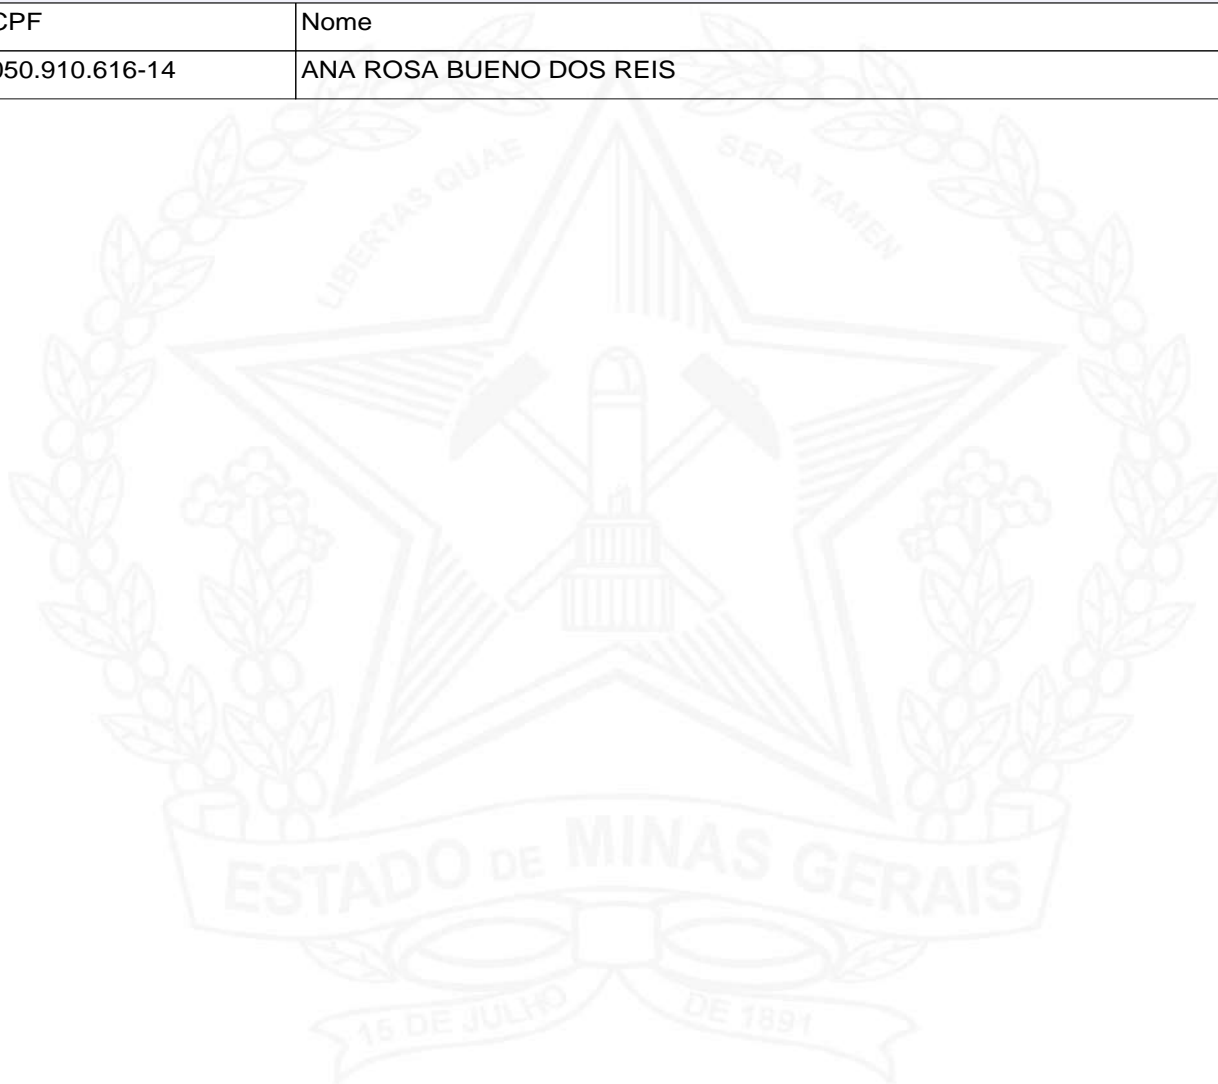 CPF Nome
050.910.616-14 ANA ROSA BUENO DOS REIS
LIBERTAS QUAE SERA TAMEN
ESTADO DE MINAS GERAIS
15 DE JULHO DE 1891